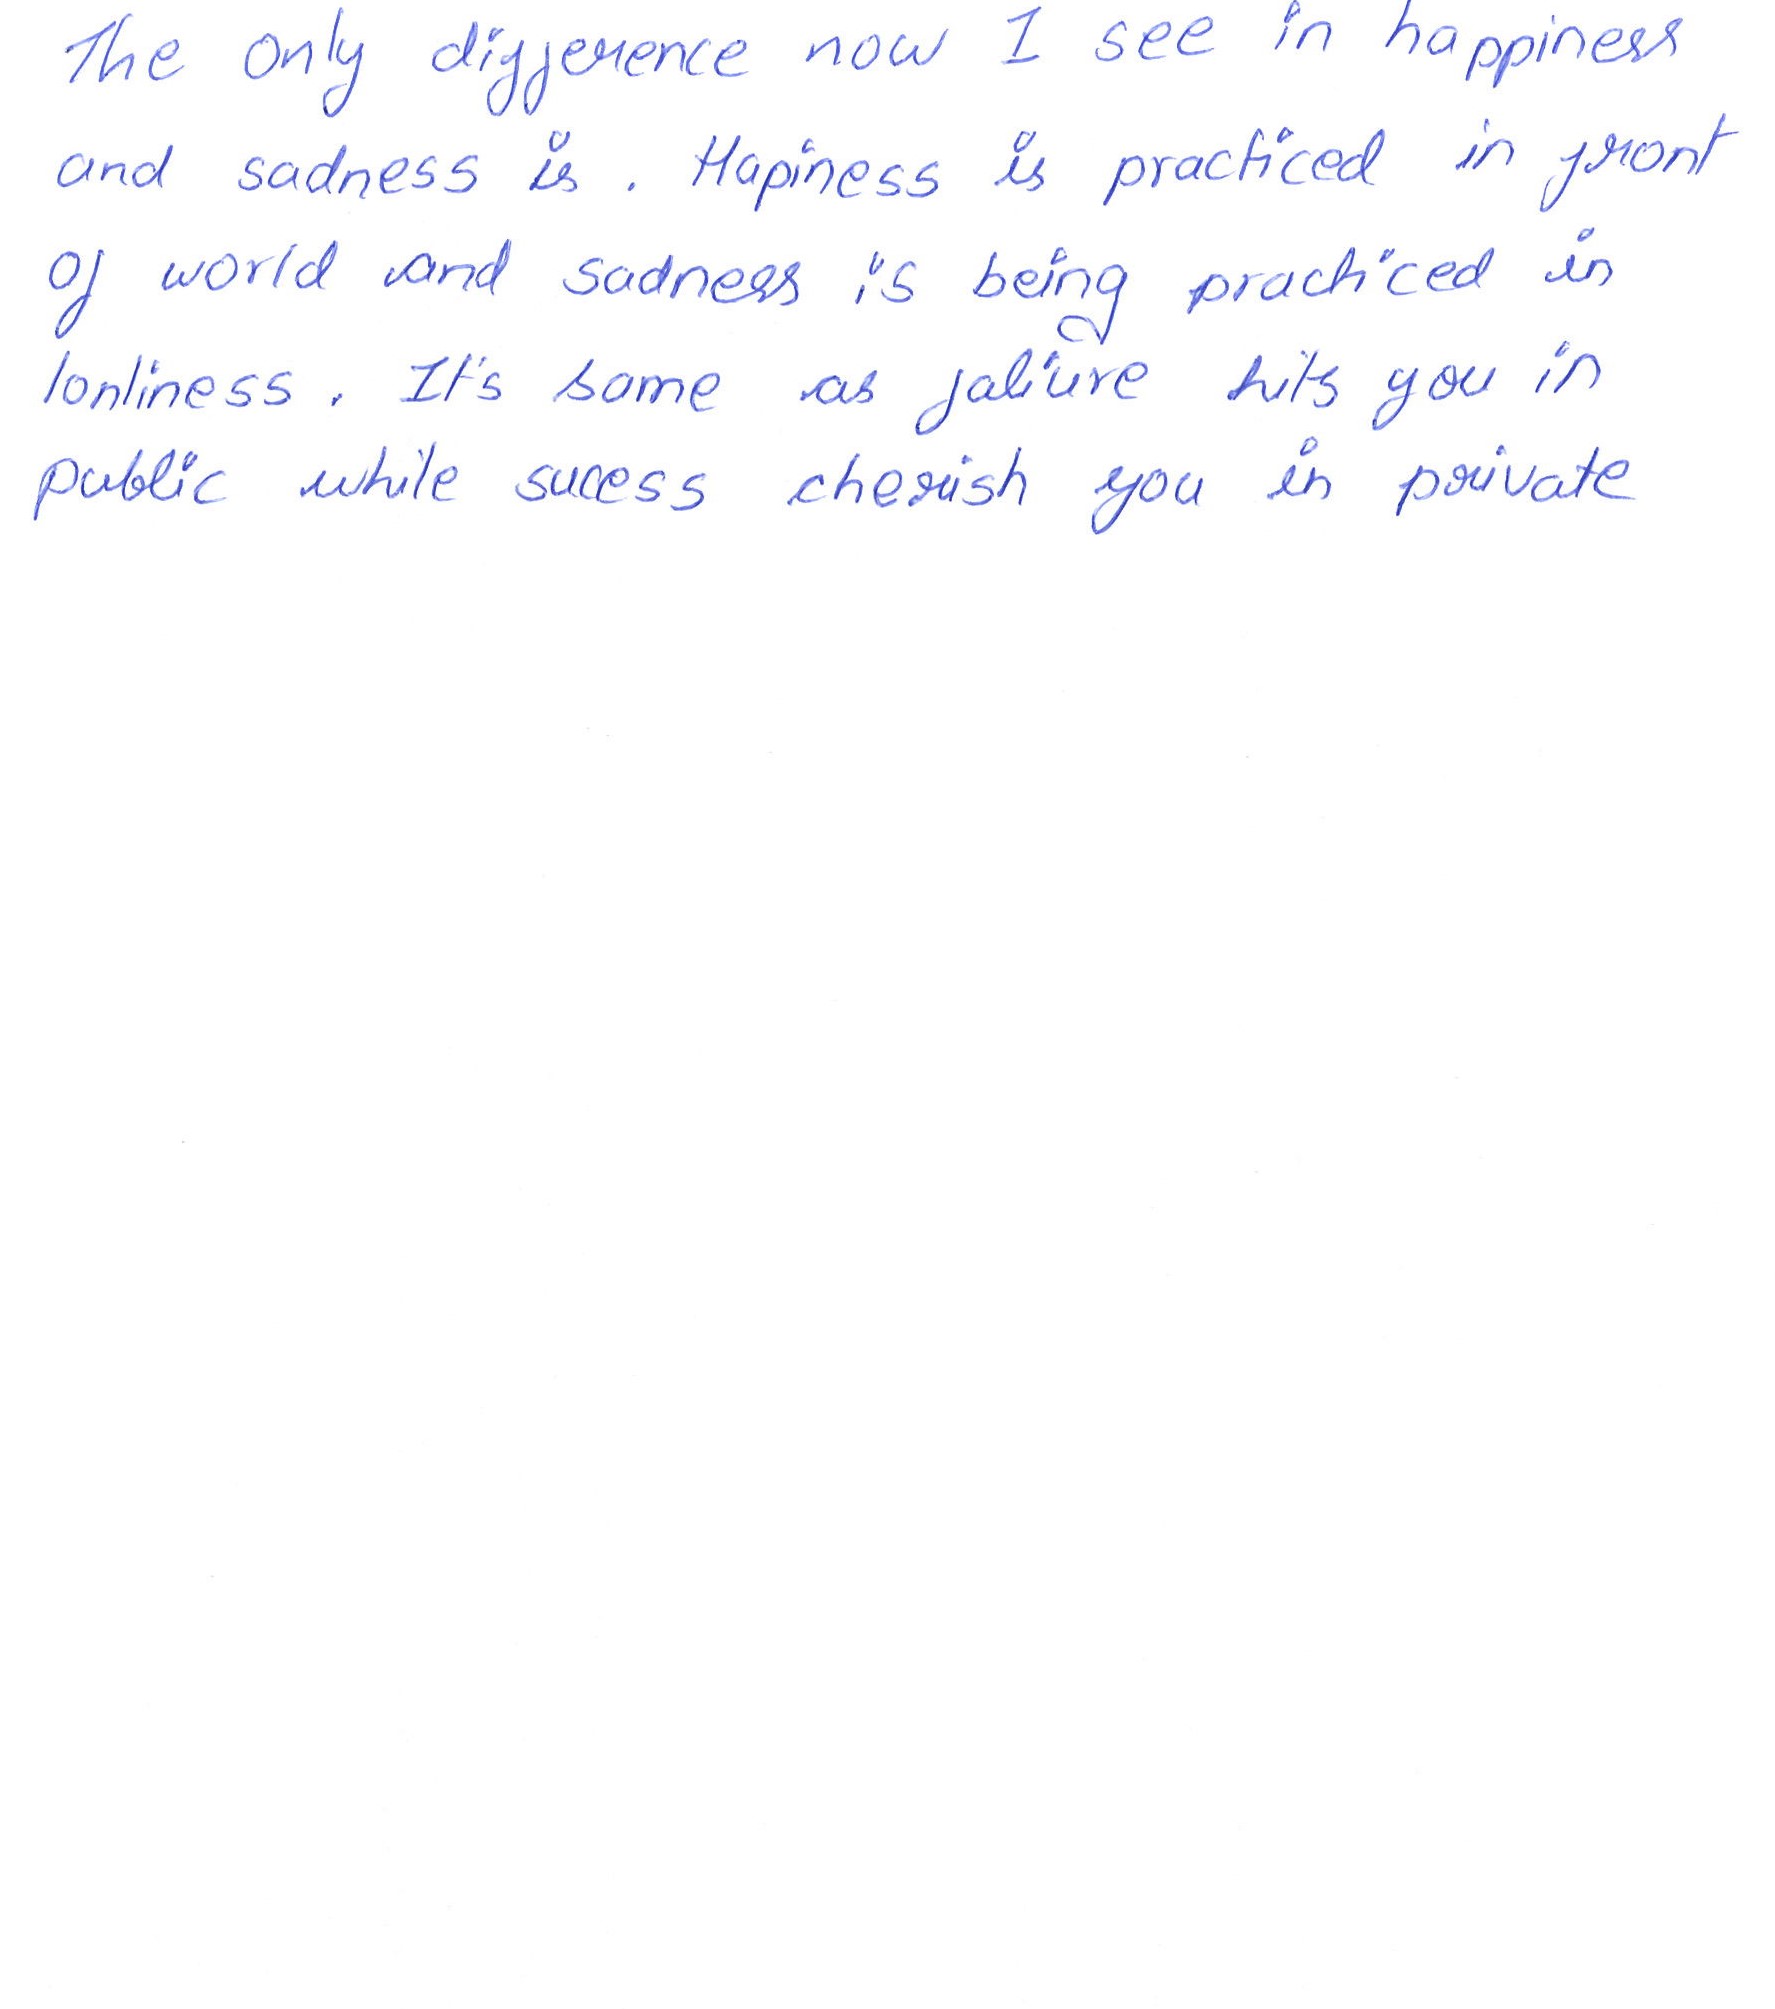 The only difference now I see in happiness
and sadness is. Hapiness is practiced in front
of world and sadness is being practiced in
lonliness. It's same as faliure hits you in
public while sucess cherish you in private